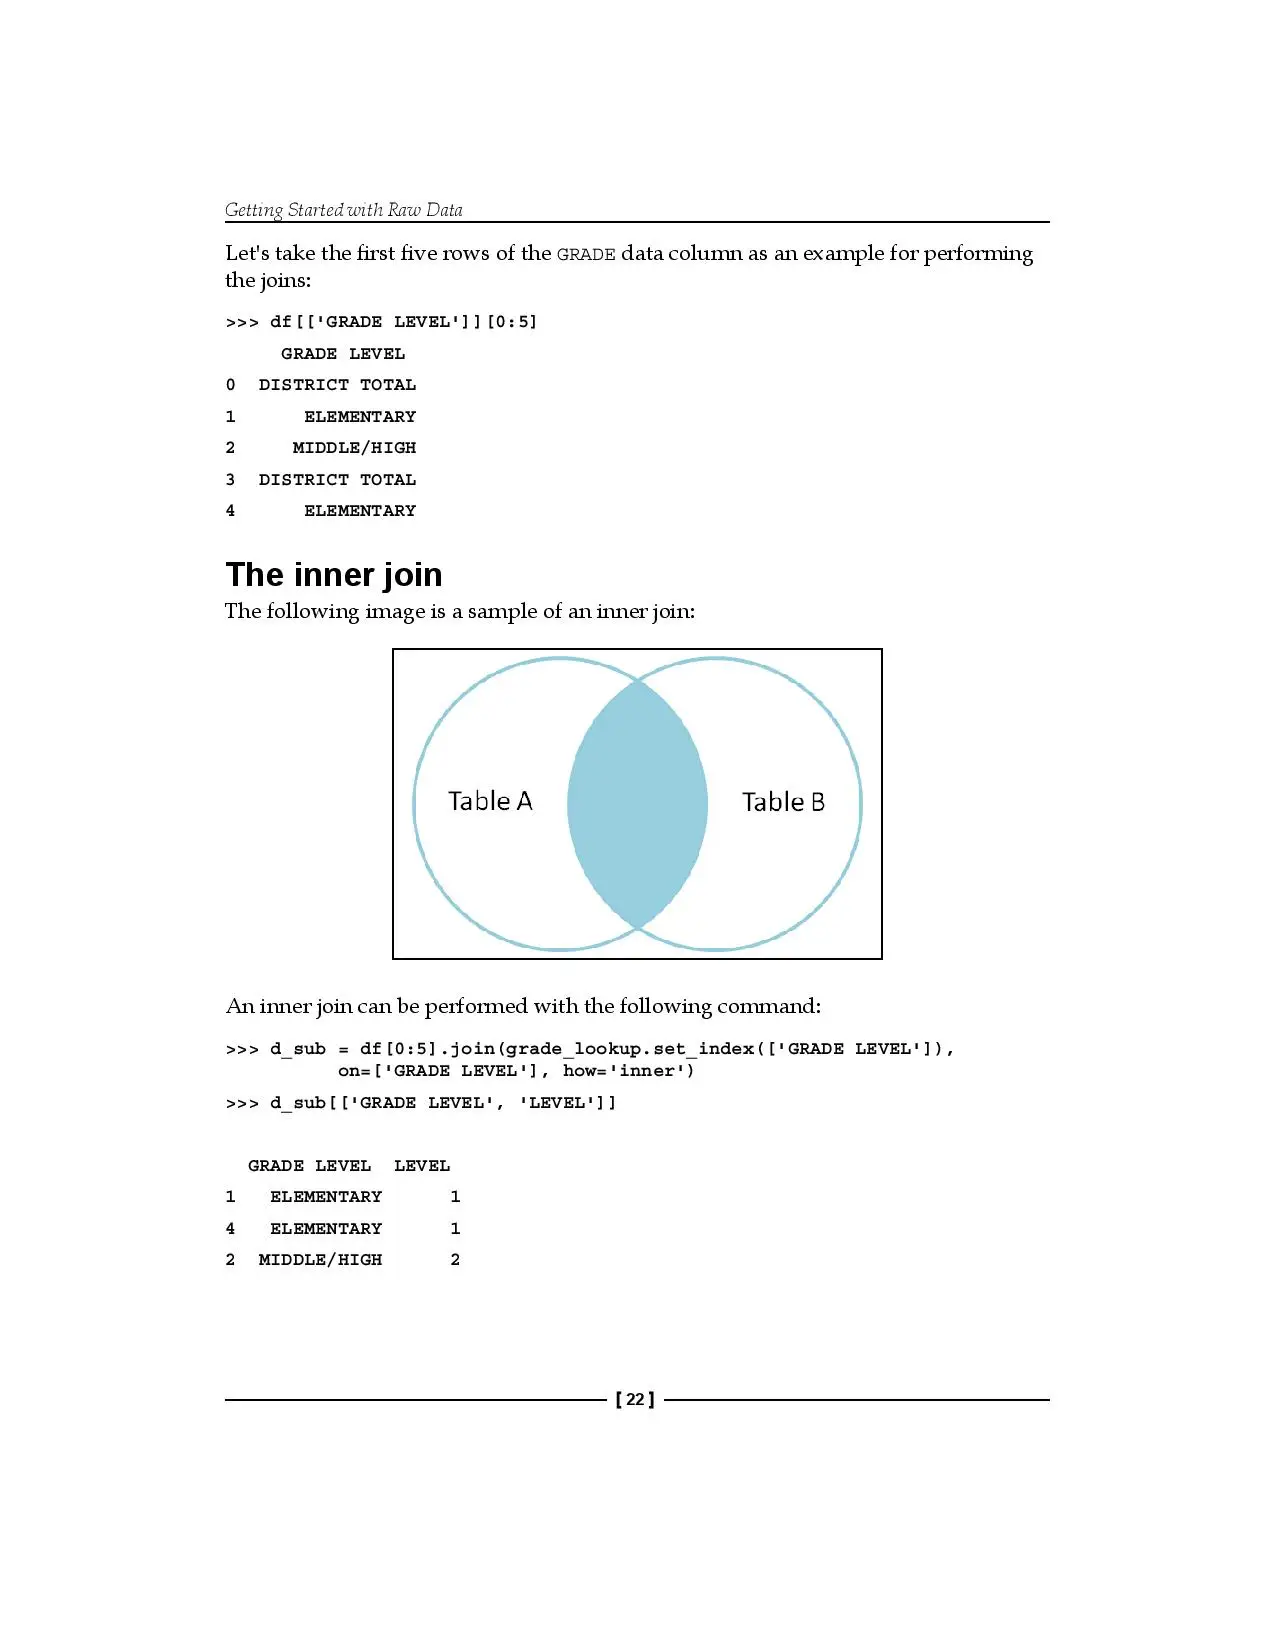 Getting Started with Raw Data
Let's take the first five rows of the GRADE data column as an example for performing
the joins:
>>> df[['GRADE LEVEL']][0:5]
     GRADE LEVEL
0  DISTRICT TOTAL
1      ELEMENTARY
2     MIDDLE/HIGH
3  DISTRICT TOTAL
4      ELEMENTARY
The inner join
The following image is a sample of an inner join:
Table A
Table B
An inner join can be performed with the following command:
>>> d_sub = df[0:5].join(grade_lookup.set_index(['GRADE LEVEL']),
          on=['GRADE LEVEL'], how='inner')
>>> d_sub[['GRADE LEVEL', 'LEVEL']]
  GRADE LEVEL  LEVEL
1   ELEMENTARY      1
4   ELEMENTARY      1
2  MIDDLE/HIGH      2
[ 22 ]